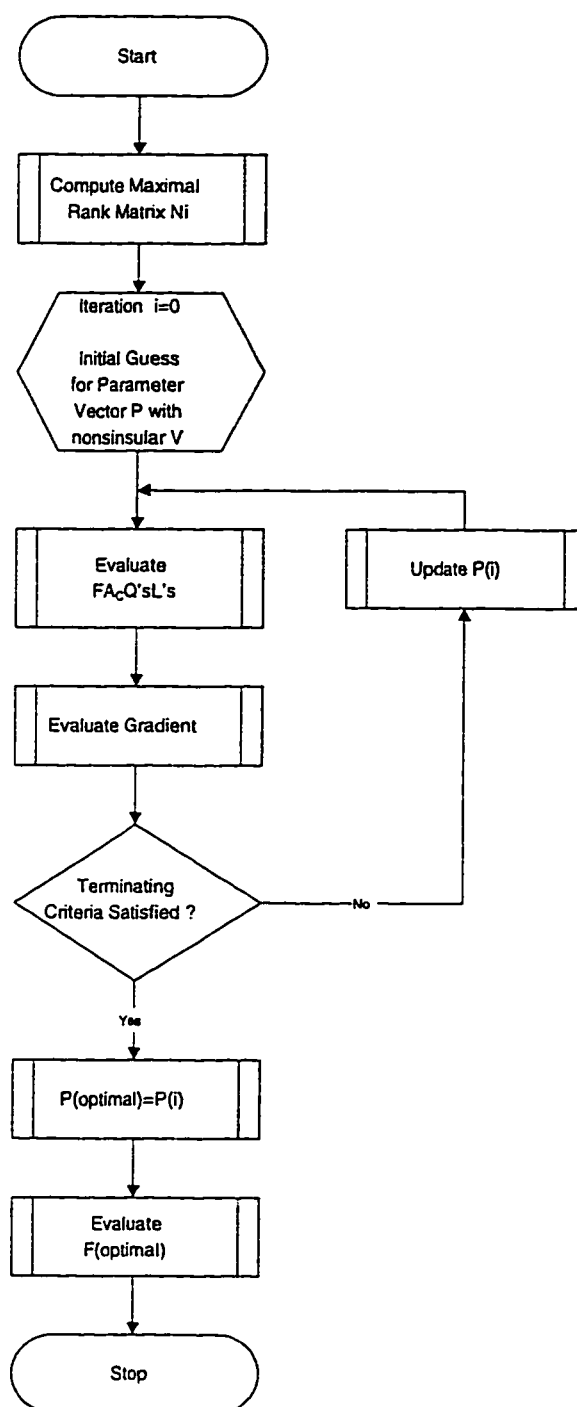 Start
Compute Maximal
Rank Matrix Ni
Iteration i=0
Initial Guess
for Parameter
Vector P with
nonsinsular V
Evaluate
FACQ'sL's
Update P(i)
Evaluate Gradient
Terminating
Criteria Satisfied ?
No
Yes
P(optimal)=P(i)
Evaluate
F(optimal)
Stop